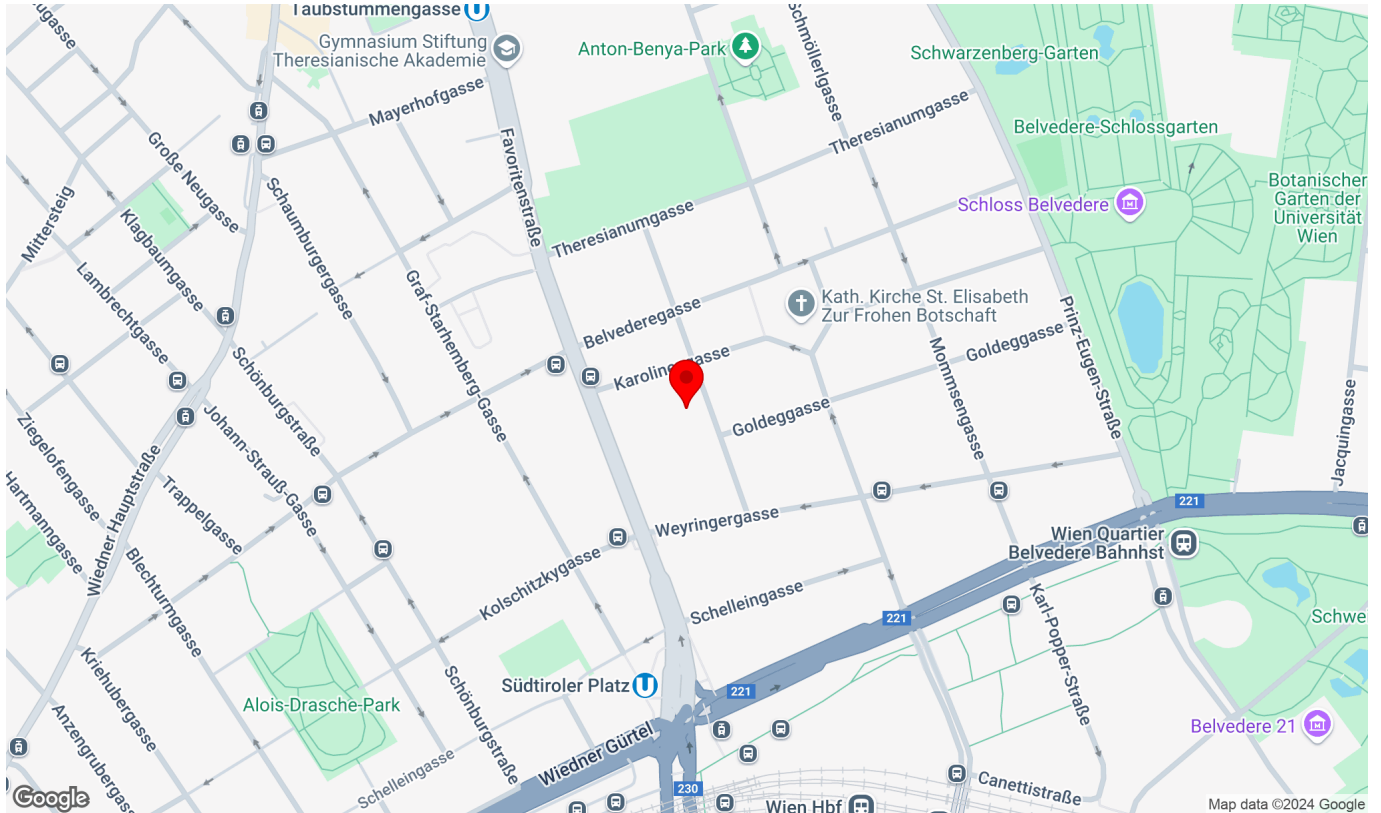 Taubstummengasse
Gymnasium Stiftung
Theresianische Akademie
Anton-Benya-Park
Schmöllerlgasse
Schwarzenberg-Garten
Mayerhofgasse
Theresianumgasse
Belvedere-Schlossgarten
Große Neugasse
Favoritenstraße
Botanischer
Garten der
Universität
Wien
Mittersteig
Klagbaumgasse
Schaumburgergasse
Schloss Belvedere
Theresianumgasse
Lambrechtgasse
Graf-Starhemberg-Gasse
Belvederegasse
Kath. Kirche St. Elisabeth
Zur Frohen Botschaft
Prinz-Eugen-Straße
Goldeggasse
Mommsengasse
Schönburgstraße
Johann-Strauß-Gasse
Goldeggasse
Jacquingasse
Ziegelofengasse
Wiedner Hauptstraße
Trappelgasse
Hartmanngasse
Weyringergasse
221
Wien Quartier
Belvedere Bahnhst
Blechturmgasse
Kolschitzkygasse
Schelleingasse
221
Karl-Popper-Straße
Kriehubergasse
Schönburgstraße
Südtiroler Platz
221
Alois-Drasche-Park
Belvedere 21
Wiedner Gürtel
Schelleingasse
230
Canettistraße
Wien Hbf
Google
Map data ©2024 Google